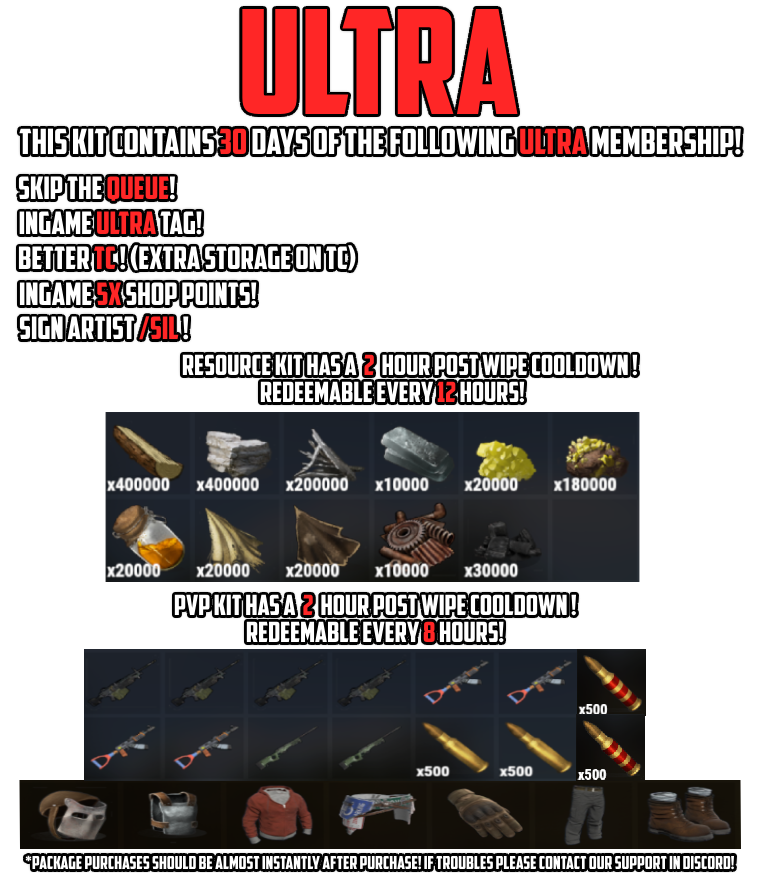 ULTRA
THIS KIT CONTAINS 30 DAYS OF THE FOLLOWING ULTRA MEMBERSHIP!
SKIP THE QUEUE!
INGAME ULTRA TAG!
BETTER TC! (EXTRA STORAGE ON TC)
INGAME 5X SHOP POINTS!
SIGN ARTIST /SIL!
RESOURCE KIT HAS A 2 HOUR POST WIPE COOLDOWN!
REDEEMABLE EVERY 12 HOURS!
x400000 x400000 x200000 x10000 x20000 x180000
x20000 x20000 x20000 x10000 x30000
PVP KIT HAS A 2 HOUR POST WIPE COOLDOWN!
REDEEMABLE EVERY 8 HOURS!
x500
x500 x500 x500
*PACKAGE PURCHASES SHOULD BE ALMOST INSTANTLY AFTER PURCHASE! IF TROUBLES PLEASE CONTACT OUR SUPPORT IN DISCORD!